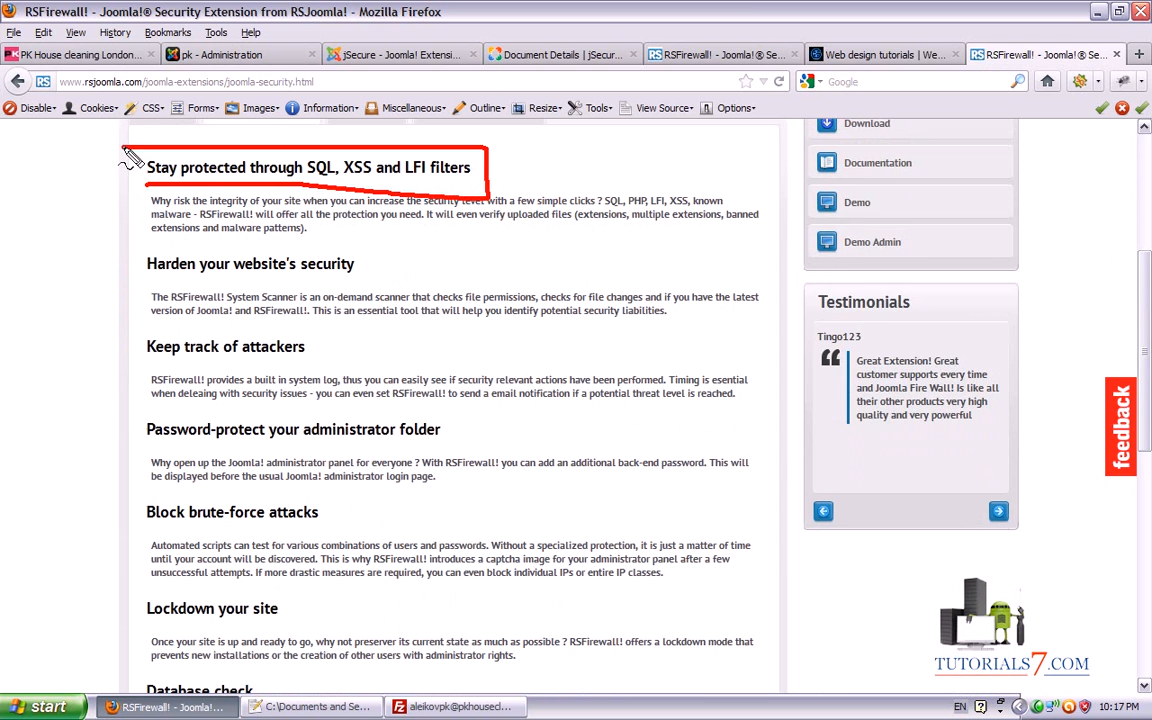 RSFirewall! - Joomla!® Security Extension from RSJoomla! - Mozilla Firefox
File Edit View History Bookmarks Tools Help
PK House cleaning London...
pk - Administration
jSecure - Joomla! Extensi...
Document Details | jSecur...
RSFirewall! - Joomla!® Se...
Web design tutorials | We...
RSFirewall! - Joomla!® Se...
www.rsjoomla.com/joomla-extensions/joomla-security.html
Google
Disable Cookies CSS Forms Images Information Miscellaneous Outline Resize Tools View Source Options
Stay protected through SQL, XSS and LFI filters
Why risk the integrity of your site when you can increase the security level with a few simple clicks ? SQL, PHP, LFI, XSS, known
malware - RSFirewall! will offer all the protection you need. It will even verify uploaded files (extensions, multiple extensions, banned
extensions and malware patterns).
Harden your website's security
The RSFirewall! System Scanner is an on-demand scanner that checks file permissions, checks for file changes and if you have the latest
version of Joomla! and RSFirewall!. This is an essential tool that will help you identify potential security liabilities.
Keep track of attackers
RSFirewall! provides a built in system log, thus you can easily see if security relevant actions have been performed. Timing is esential
when deleaing with security issues - you can even set RSFirewall! to send a email notification if a potential threat level is reached.
Password-protect your administrator folder
Why open up the Joomla! administrator panel for everyone ? With RSFirewall! you can add an additional back-end password. This will
be displayed before the usual Joomla! administrator login page.
Block brute-force attacks
Automated scripts can test for various combinations of users and passwords. Without a specialized protection, it is just a matter of time
until your account will be discovered. This is why RSFirewall! introduces a captcha image for your administrator panel after a few
unsuccessful attempts. If more drastic measures are required, you can even block individual IPs or entire IP classes.
Lockdown your site
Once your site is up and ready to go, why not preserver its current state as much as possible ? RSFirewall! offers a lockdown mode that
prevents new installations or the creation of other users with administrator rights.
Database check
Download
Documentation
Demo
Demo Admin
Testimonials
Tingo123
Great Extension! Great
customer supports every time
and Joomla Fire Wall! Is like all
their other products very high
quality and very powerful
feedback
TUTORIALS7.COM
start
RSFirewall! - Joomla!...
C:\Documents and Se...
aleikovpk@pkhousecl...
EN
10:17 PM